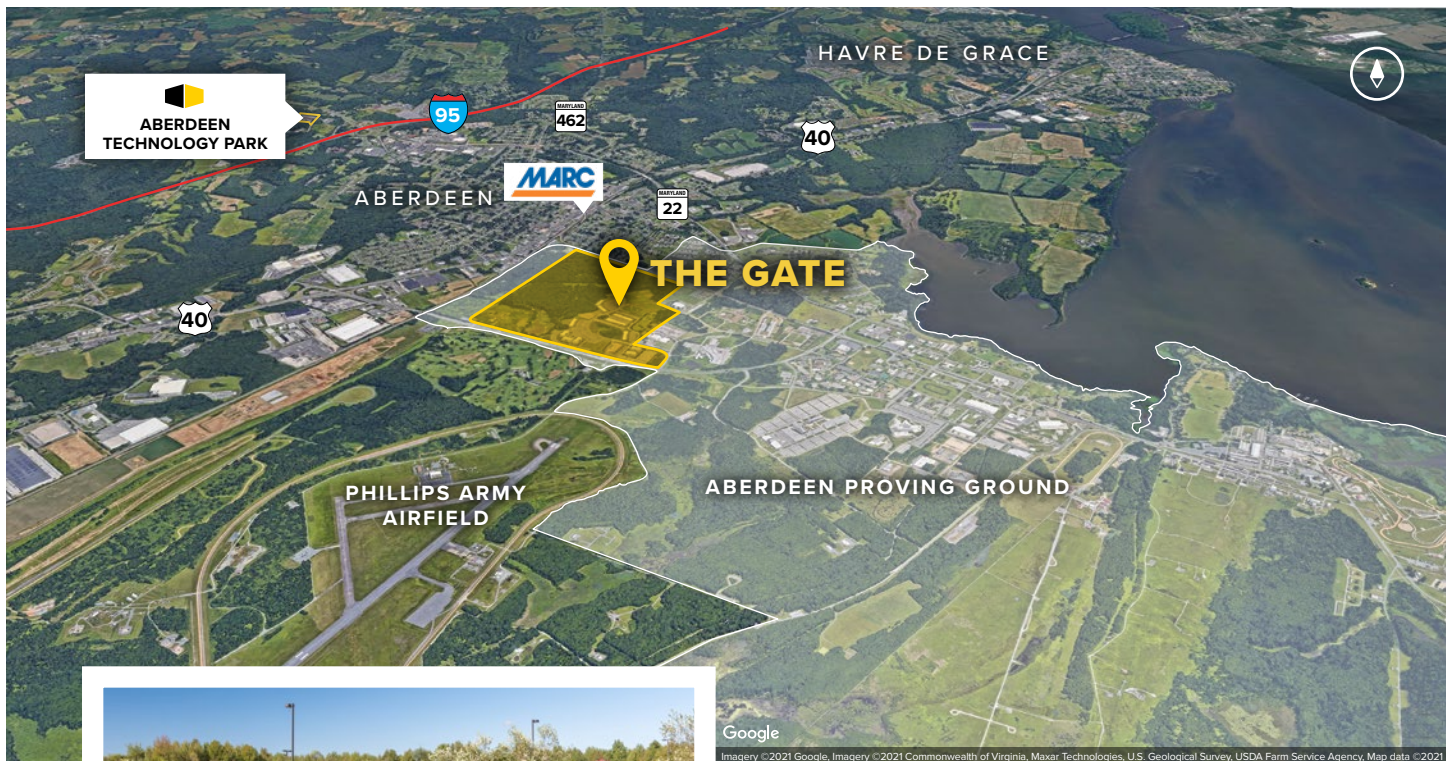 HAVRE DE GRACE
ABERDEEN
TECHNOLOGY PARK
95
MARYLAND
462
40
MARC
ABERDEEN
MARYLAND
22
THE GATE
40
PHILLIPS ARMY
AIRFIELD
ABERDEEN PROVING GROUND
Google
Imagery ©2021 Google, Imagery ©2021 Commonwealth of Virginia, Maxar Technologies, U.S. Geological Survey, USDA Farm Service Agency, Map data ©2021